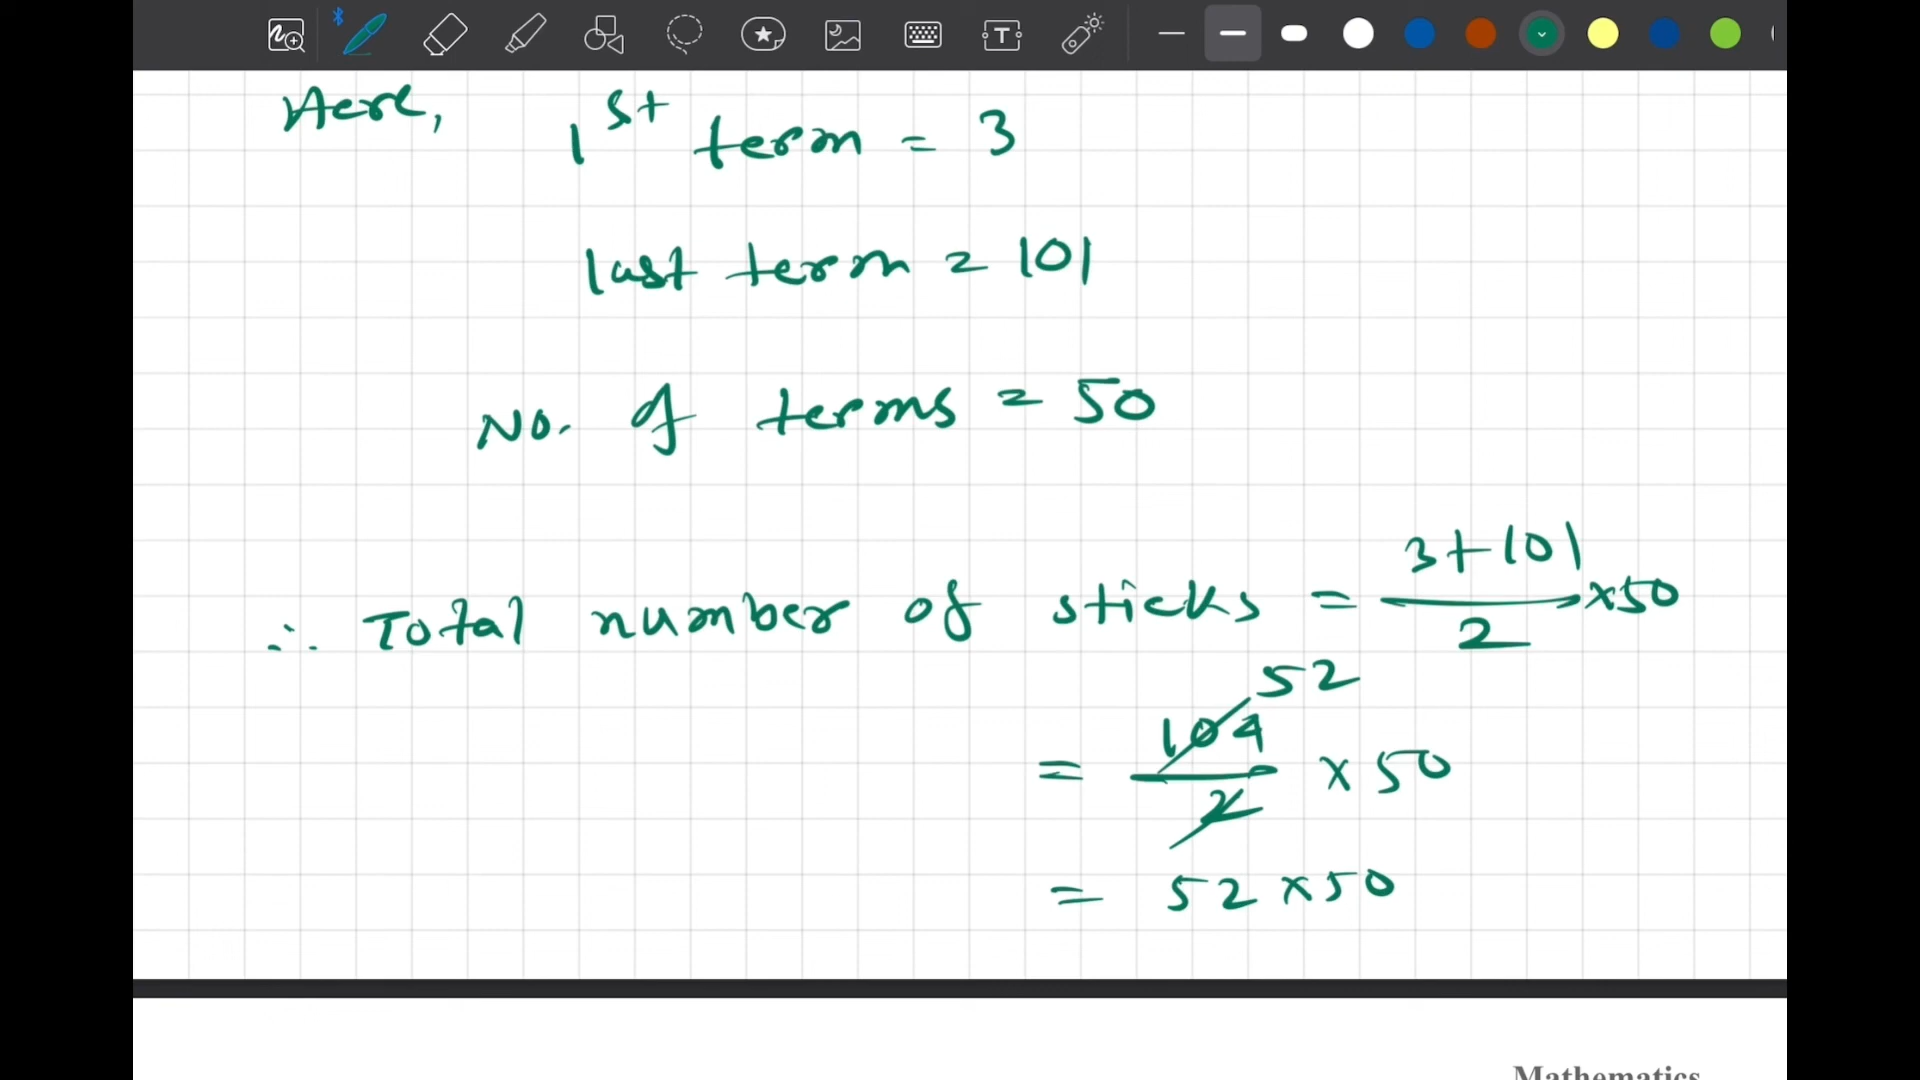 Here, 1st term = 3
last term = 101
No. of terms = 50
∴ Total number of sticks = 3+101/2 ×50
= 104/2 ×50 52
= 52×50
Mathematics